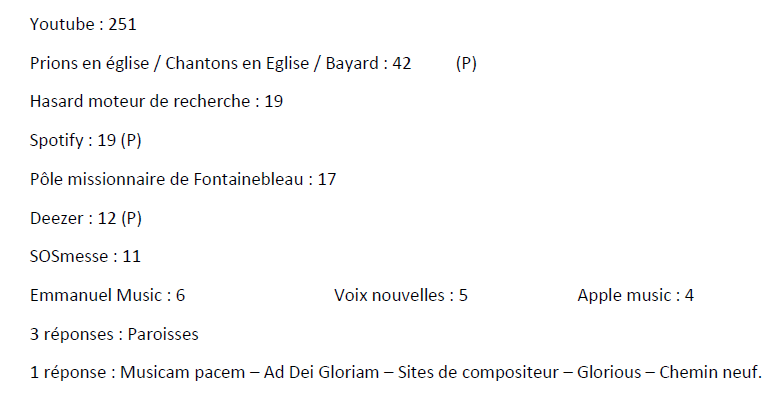 Youtube : 251
Prions en église / Chantons en Eglise / Bayard : 42 (P)
Hasard moteur de recherche : 19
Spotify : 19 (P)
Pôle missionnaire de Fontainebleau : 17
Deezer : 12 (P)
SOSmesse : 11
Emmanuel Music : 6 Voix nouvelles : 5 Apple music : 4
3 réponses : Paroisses
1 réponse : Musicam pacem – Ad Dei Gloriam – Sites de compositeur – Glorious – Chemin neuf.